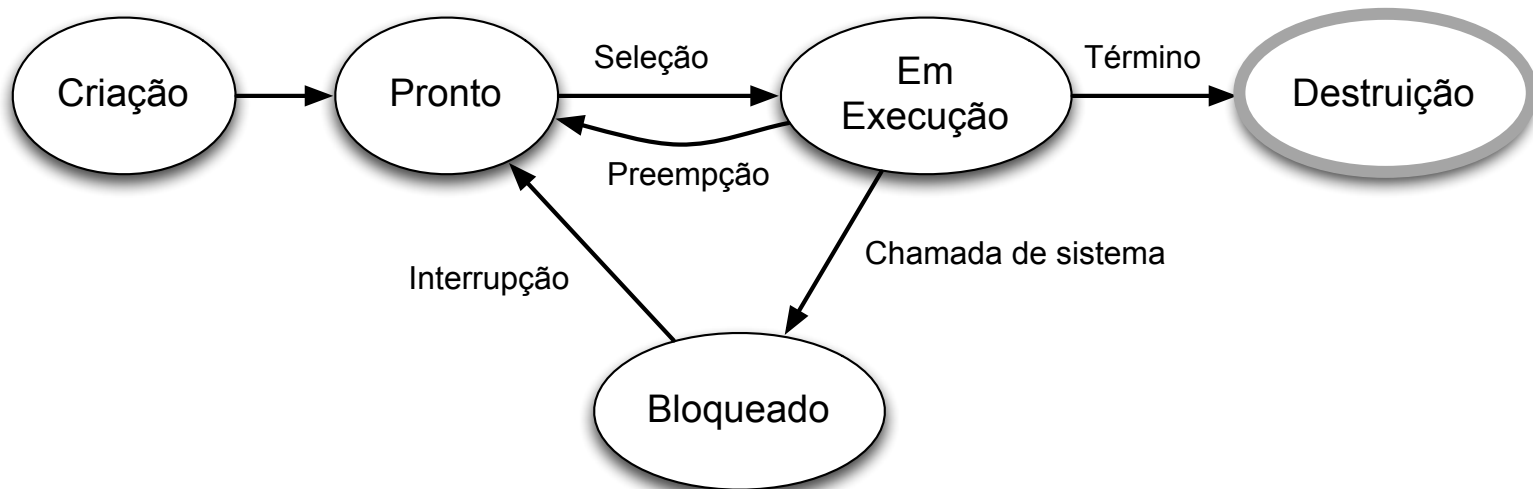 Criação
Pronto
Seleção
Preempção
Em
Execução
Término
Destruição
Chamada de sistema
Interrupção
Bloqueado